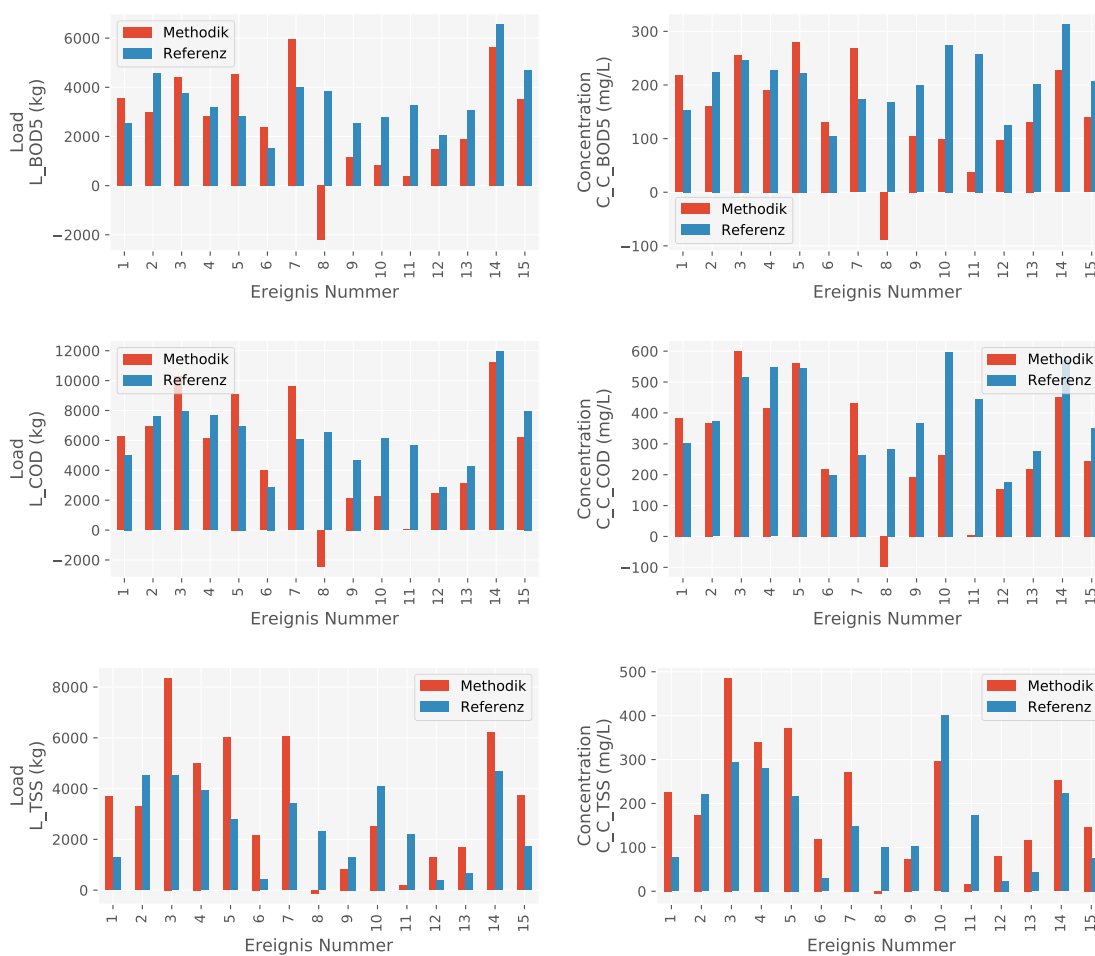 Load
L_BOD5 (kg)
6000
4000
2000
0
−2000
Methodik
Referenz
1 2 3 4 5 6 7 8 9 10 11 12 13 14 15
Ereignis Nummer
Concentration
C_C_BOD5 (mg/L)
300
200
100
0
−100
Methodik
Referenz
1 2 3 4 5 6 7 8 9 10 11 12 13 14 15
Ereignis Nummer
Load
L_COD (kg)
12000
10000
8000
6000
4000
2000
0
−2000
Methodik
Referenz
1 2 3 4 5 6 7 8 9 10 11 12 13 14 15
Ereignis Nummer
Concentration
C_C_COD (mg/L)
600
500
400
300
200
100
0
−100
Methodik
Referenz
1 2 3 4 5 6 7 8 9 10 11 12 13 14 15
Ereignis Nummer
Load
L_TSS (kg)
8000
6000
4000
2000
0
Methodik
Referenz
1 2 3 4 5 6 7 8 9 10 11 12 13 14 15
Ereignis Nummer
Concentration
C_C_TSS (mg/L)
500
400
300
200
100
0
Methodik
Referenz
1 2 3 4 5 6 7 8 9 10 11 12 13 14 15
Ereignis Nummer